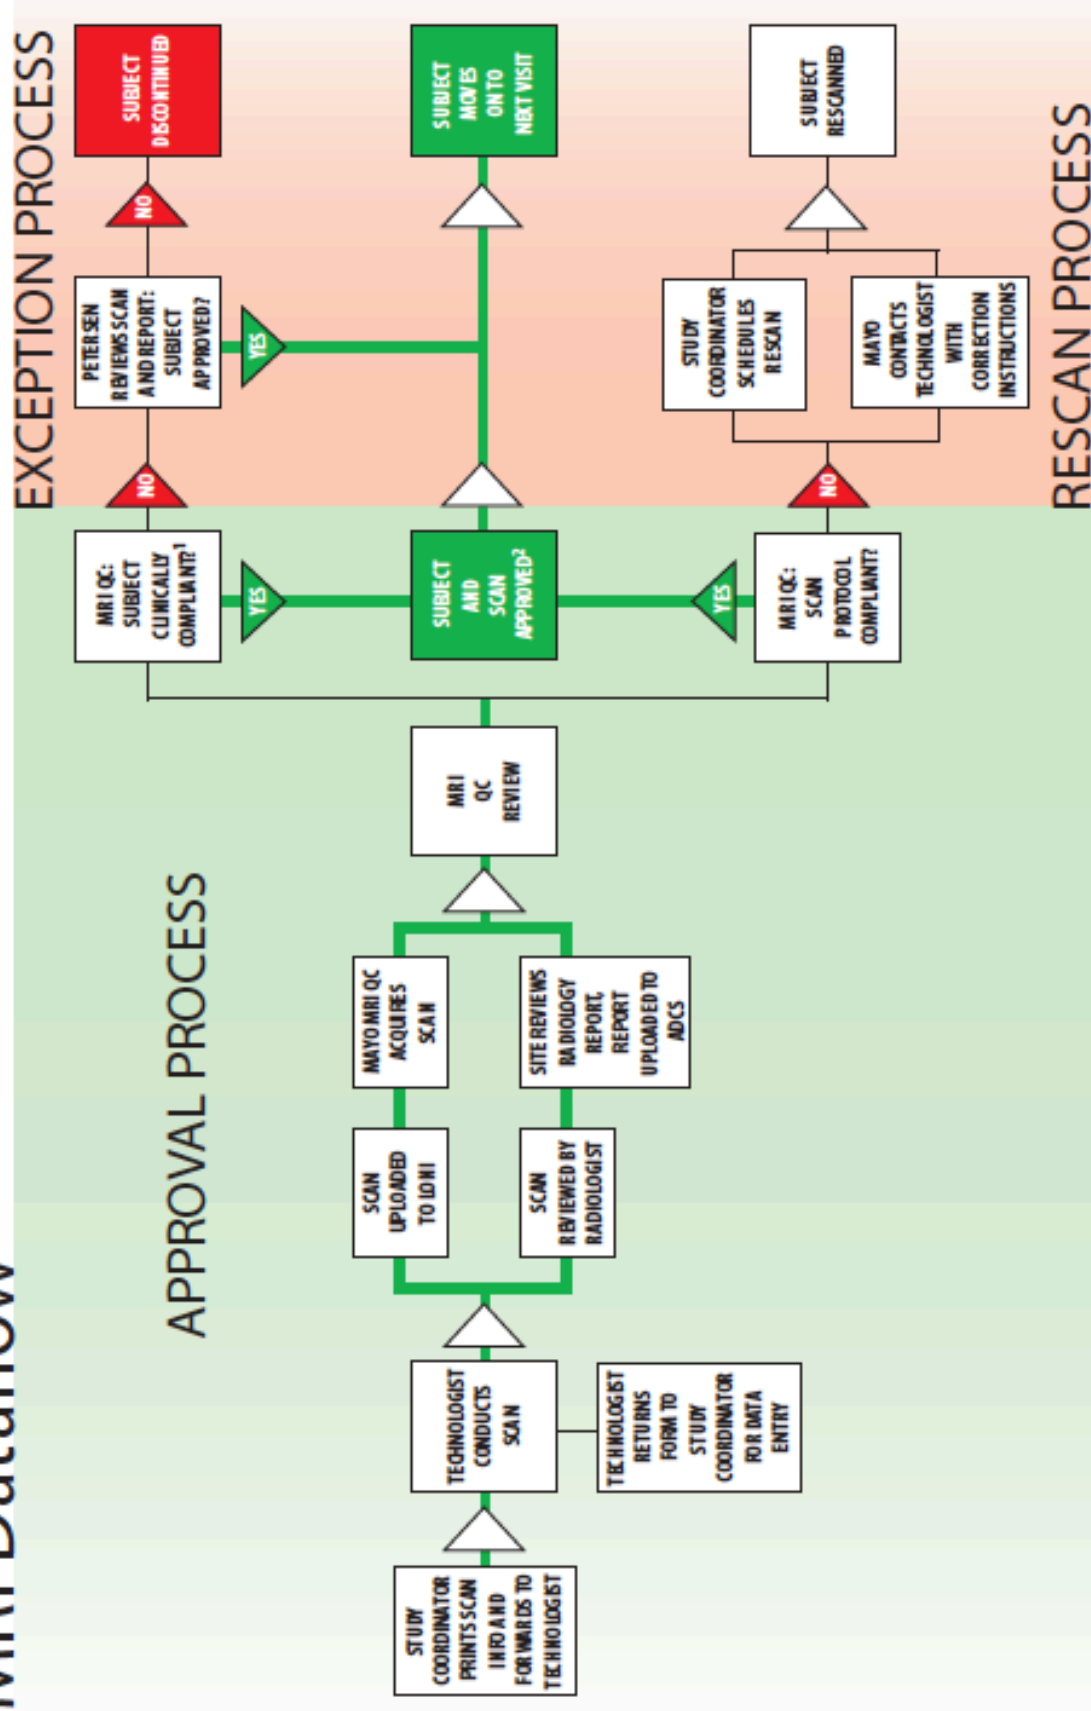 MRI Dataflow
EXCEPTION PROCESS
APPROVAL PROCESS
RESCAN PROCESS
STUDY
COORDINATOR
PRINTS SCAN
INFO AND
FORWARDS TO
TECHNOLOGIST
TECHNOLOGIST
CONDUCTS
SCAN
TECHNOLOGIST
RETURNS
FORM TO
STUDY
COORDINATOR
FOR DATA
ENTRY
SCAN
UPLOADED
TO LONI
MAYO MRI QC
ACQUIRES
SCAN
SCAN
REVIEWED BY
RADIOLOGIST
SITE REVIEWS
RADIOLOGY
REPORT,
REPORT
UPLOADED TO
ADCS
MRI
QC
REVIEW
MRI QC:
SUBJECT
CLINICALLY
COMPLIANT?¹
YES
NO
SUBJECT
AND
SCAN
APPROVED²
MRI QC:
SCAN
PROTOCOL
COMPLIANT?
YES
NO
PETERSEN
REVIEWS SCAN
AND REPORT:
SUBJECT
APPROVED?
YES
NO
SUBJECT
DISCONTINUED
SUBJECT
MOVES
ON TO
NEXT VISIT
STUDY
COORDINATOR
SCHEDULES
RESCAN
MAYO
CONTACTS
TECHNOLOGIST
WITH
CORRECTION
INSTRUCTIONS
SUBJECT
RESCANNED